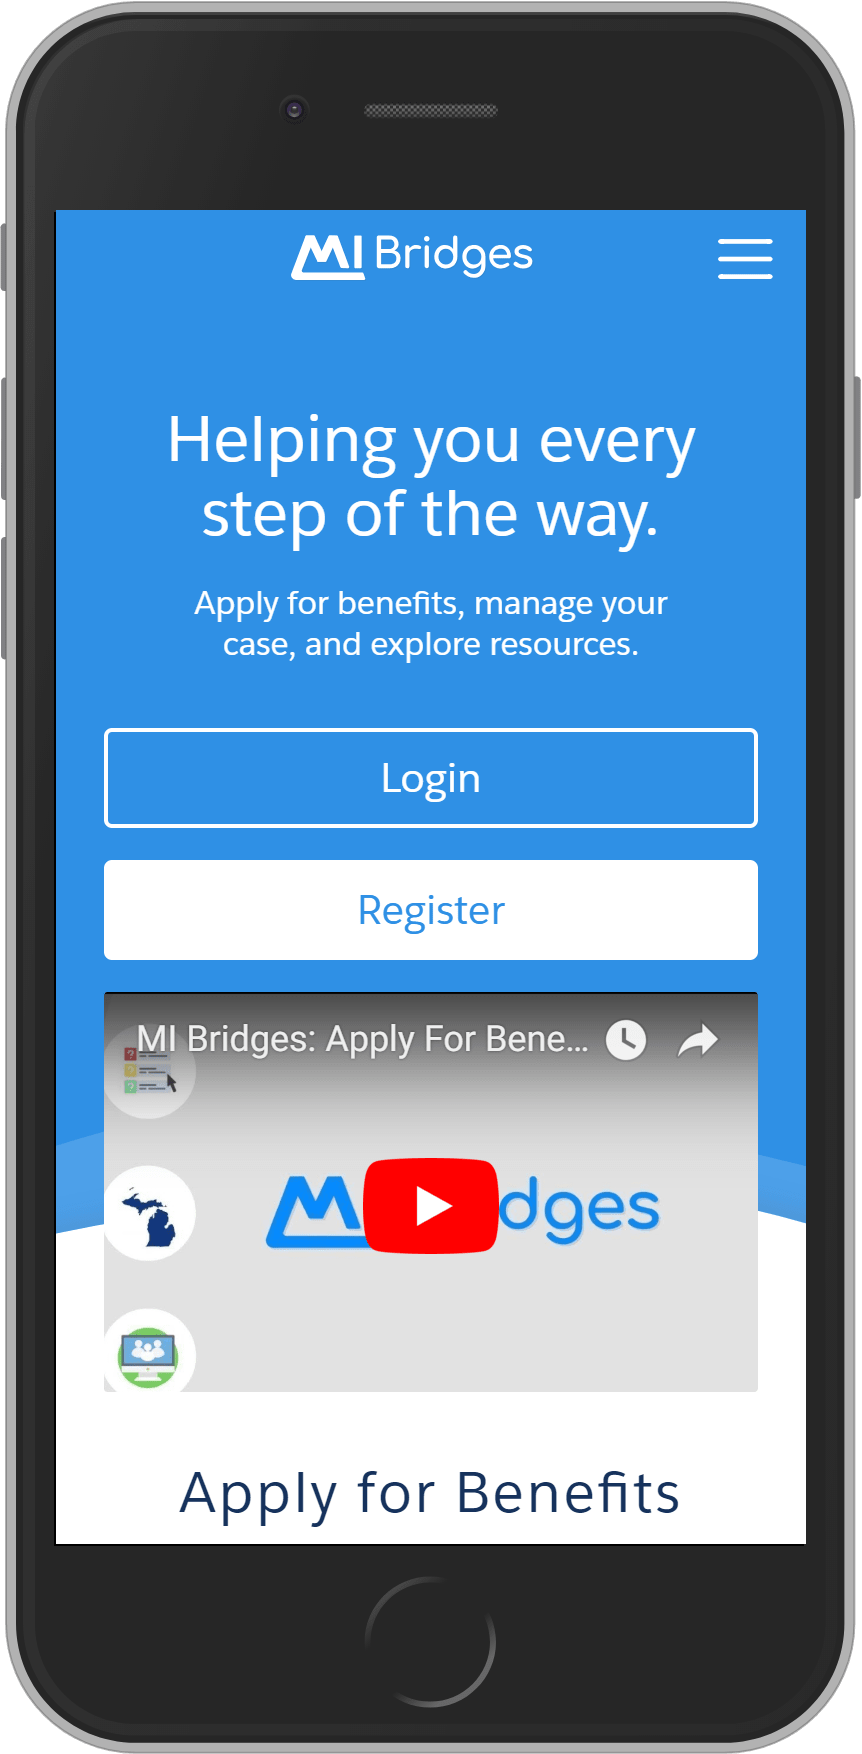 MI Bridges
Helping you every
step of the way.
Apply for benefits, manage your
case, and explore resources.
Login
Register
MI Bridges: Apply For Bene...
M dges
Apply for Benefits